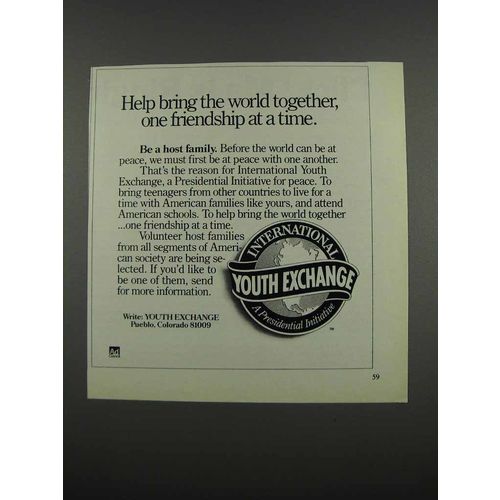 Help bring the world together,
one friendship at a time.
Be a host family. Before the world can be at
peace, we must first be at peace with one another.
That's the reason for International Youth
Exchange, a Presidential Initiative for peace. To
bring teenagers from other countries to live for a
time with American families like yours, and attend
American schools. To help bring the world together
...one friendship at a time.
Volunteer host families
from all segments of Ameri-
can society are being se-
lected. If you'd like to
be one of them, send
for more information.
Write: YOUTH EXCHANGE
Pueblo, Colorado 81009
INTERNATIONAL
YOUTH EXCHANGE
A Presidential Initiative
TM
Ad
Council
59